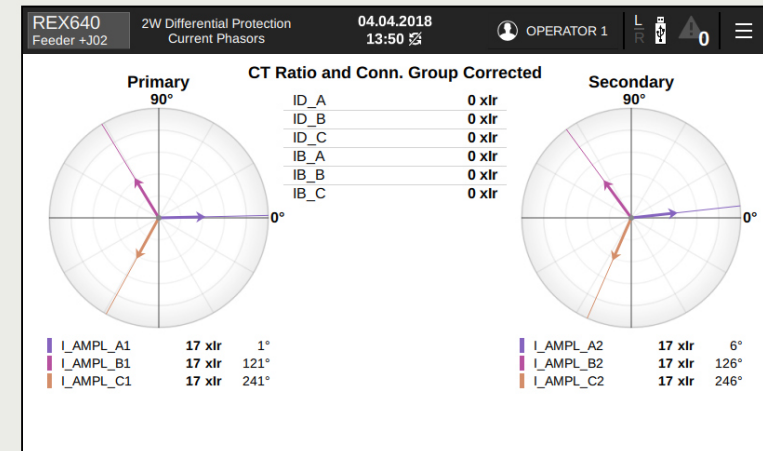 REX640
Feeder +J02
2W Differential Protection
Current Phasors
04.04.2018
13:50
OPERATOR 1
L
R
0
CT Ratio and Conn. Group Corrected
Primary
90°
0°
ID_A 0 xIr
ID_B 0 xIr
ID_C 0 xIr
IB_A 0 xIr
IB_B 0 xIr
IB_C 0 xIr
Secondary
90°
0°
I_AMPL_A1 17 xIr 1°
I_AMPL_B1 17 xIr 121°
I_AMPL_C1 17 xIr 241°
I_AMPL_A2 17 xIr 6°
I_AMPL_B2 17 xIr 126°
I_AMPL_C2 17 xIr 246°